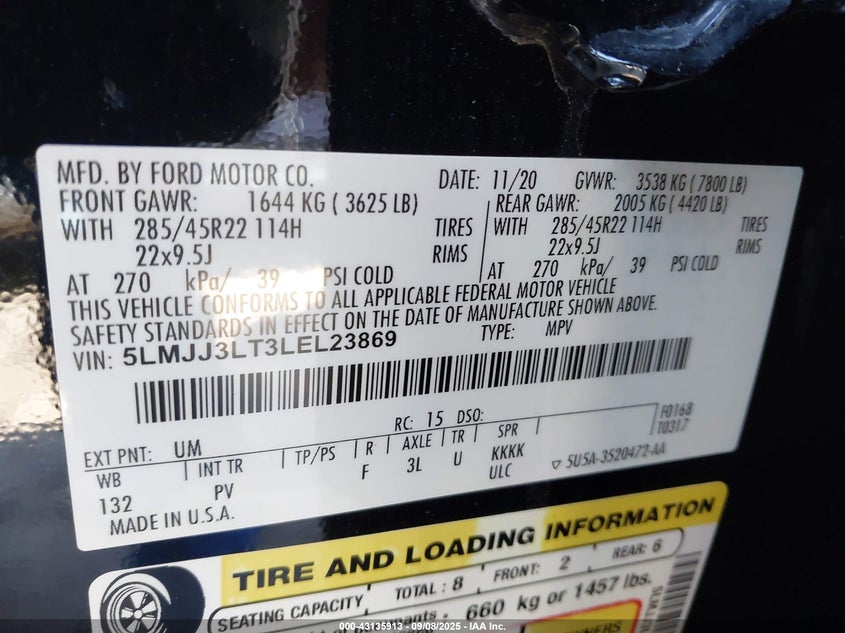 MFD. BY FORD MOTOR CO. DATE: 11/20 GVWR: 3538 KG ( 7800 LB)
FRONT GAWR: 1644 KG ( 3625 LB) REAR GAWR: 2005 KG ( 4420 LB)
WITH 285/45R22 114H TIRES WITH 285/45R22 114H TIRES
22x9.5J RIMS 22x9.5J RIMS
AT 270 kPa/ 39 PSI COLD AT 270 kPa/ 39 PSI COLD
THIS VEHICLE CONFORMS TO ALL APPLICABLE FEDERAL MOTOR VEHICLE
SAFETY STANDARDS IN EFFECT ON THE DATE OF MANUFACTURE SHOWN ABOVE.
VIN: 5LMJJ3LT3LEL23869 TYPE: MPV
F0168
T0317
EXT PNT: UM RC: 15 DSO:
WB INT TR TP/PS R AXLE TR SPR
132 PV F 3L U KKKK
ULC 5U5A-3520472-AA
MADE IN U.S.A.
TIRE AND LOADING INFORMATION
SEATING CAPACITY TOTAL : 8 FRONT: 2 REAR: 6
660 kg or 1457 lbs.
OWNERS
000-43135913 - 09/08/2025 - IAA Inc.